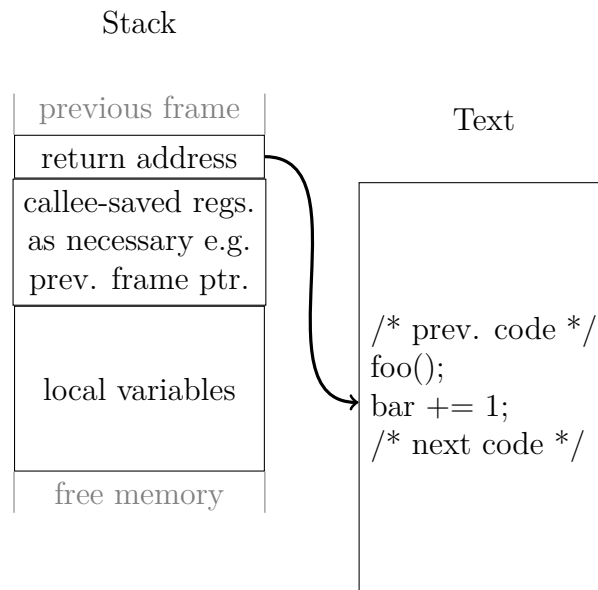 Stack
previous frame
return address
callee-saved regs.
as necessary e.g.
prev. frame ptr.
local variables
free memory
Text
/* prev. code */
foo();
bar += 1;
/* next code */